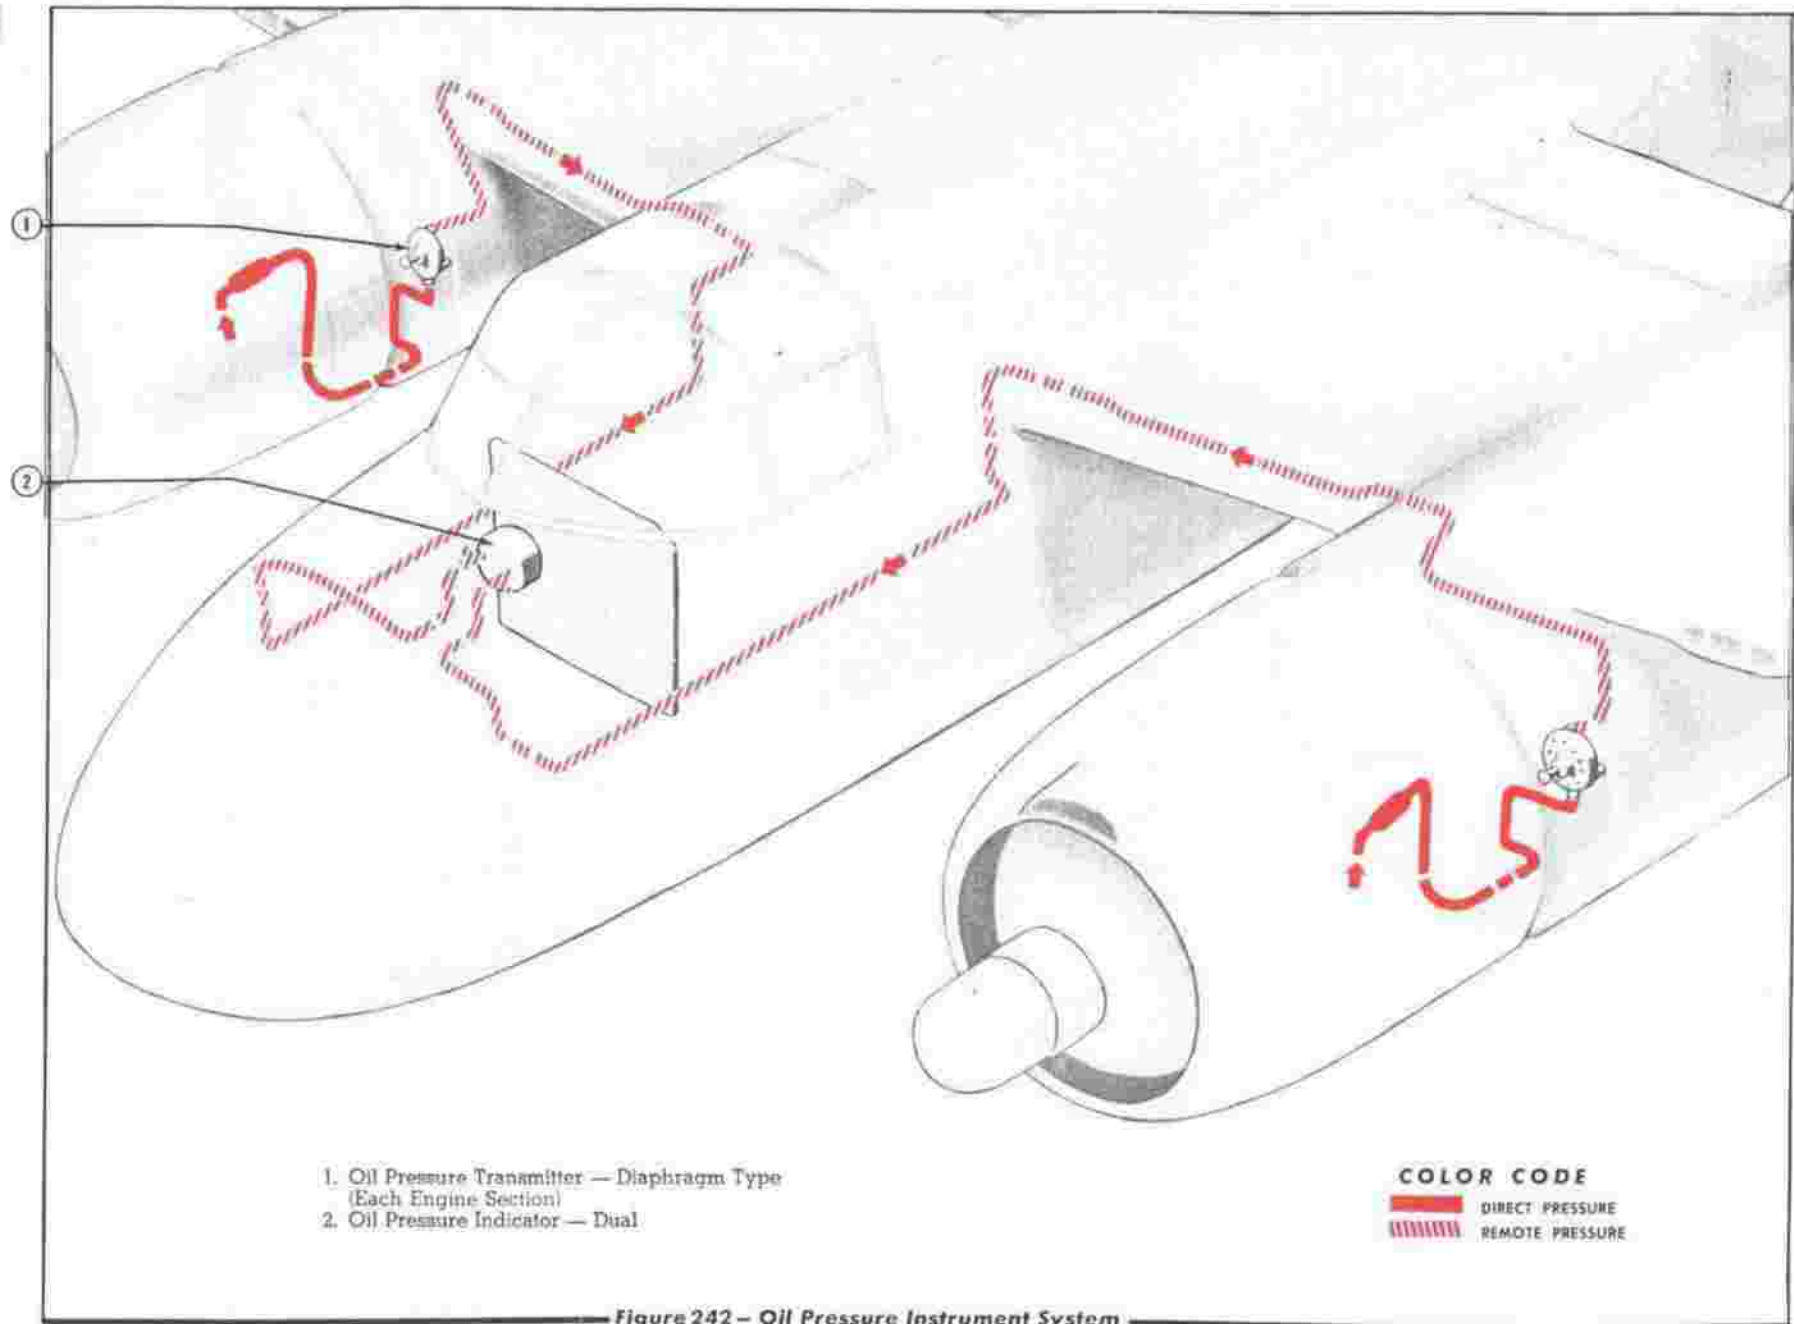 1
2
1. Oil Pressure Transmitter — Diaphragm Type
(Each Engine Section)
2. Oil Pressure Indicator — Dual
COLOR CODE
DIRECT PRESSURE
REMOTE PRESSURE
Figure 242 – Oil Pressure Instrument System